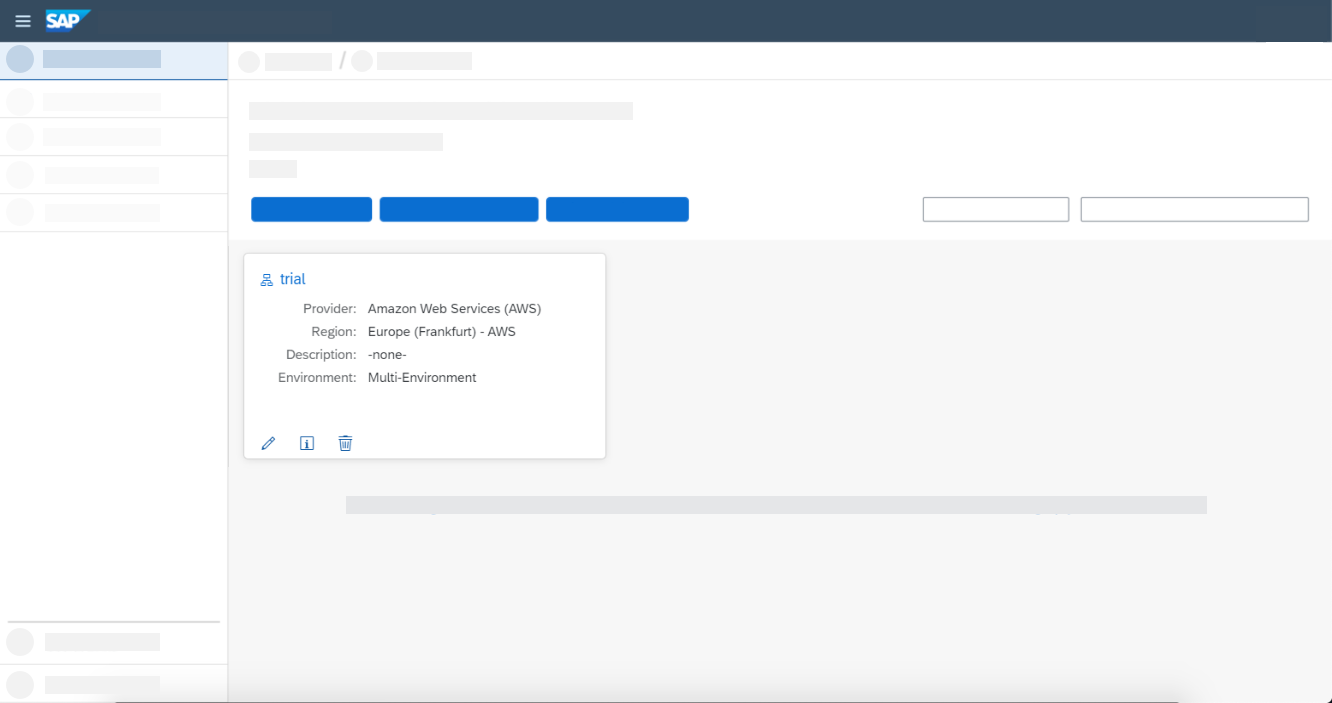 SAP
trial
Provider: Amazon Web Services (AWS)
Region: Europe (Frankfurt) - AWS
Description: -none-
Environment: Multi-Environment